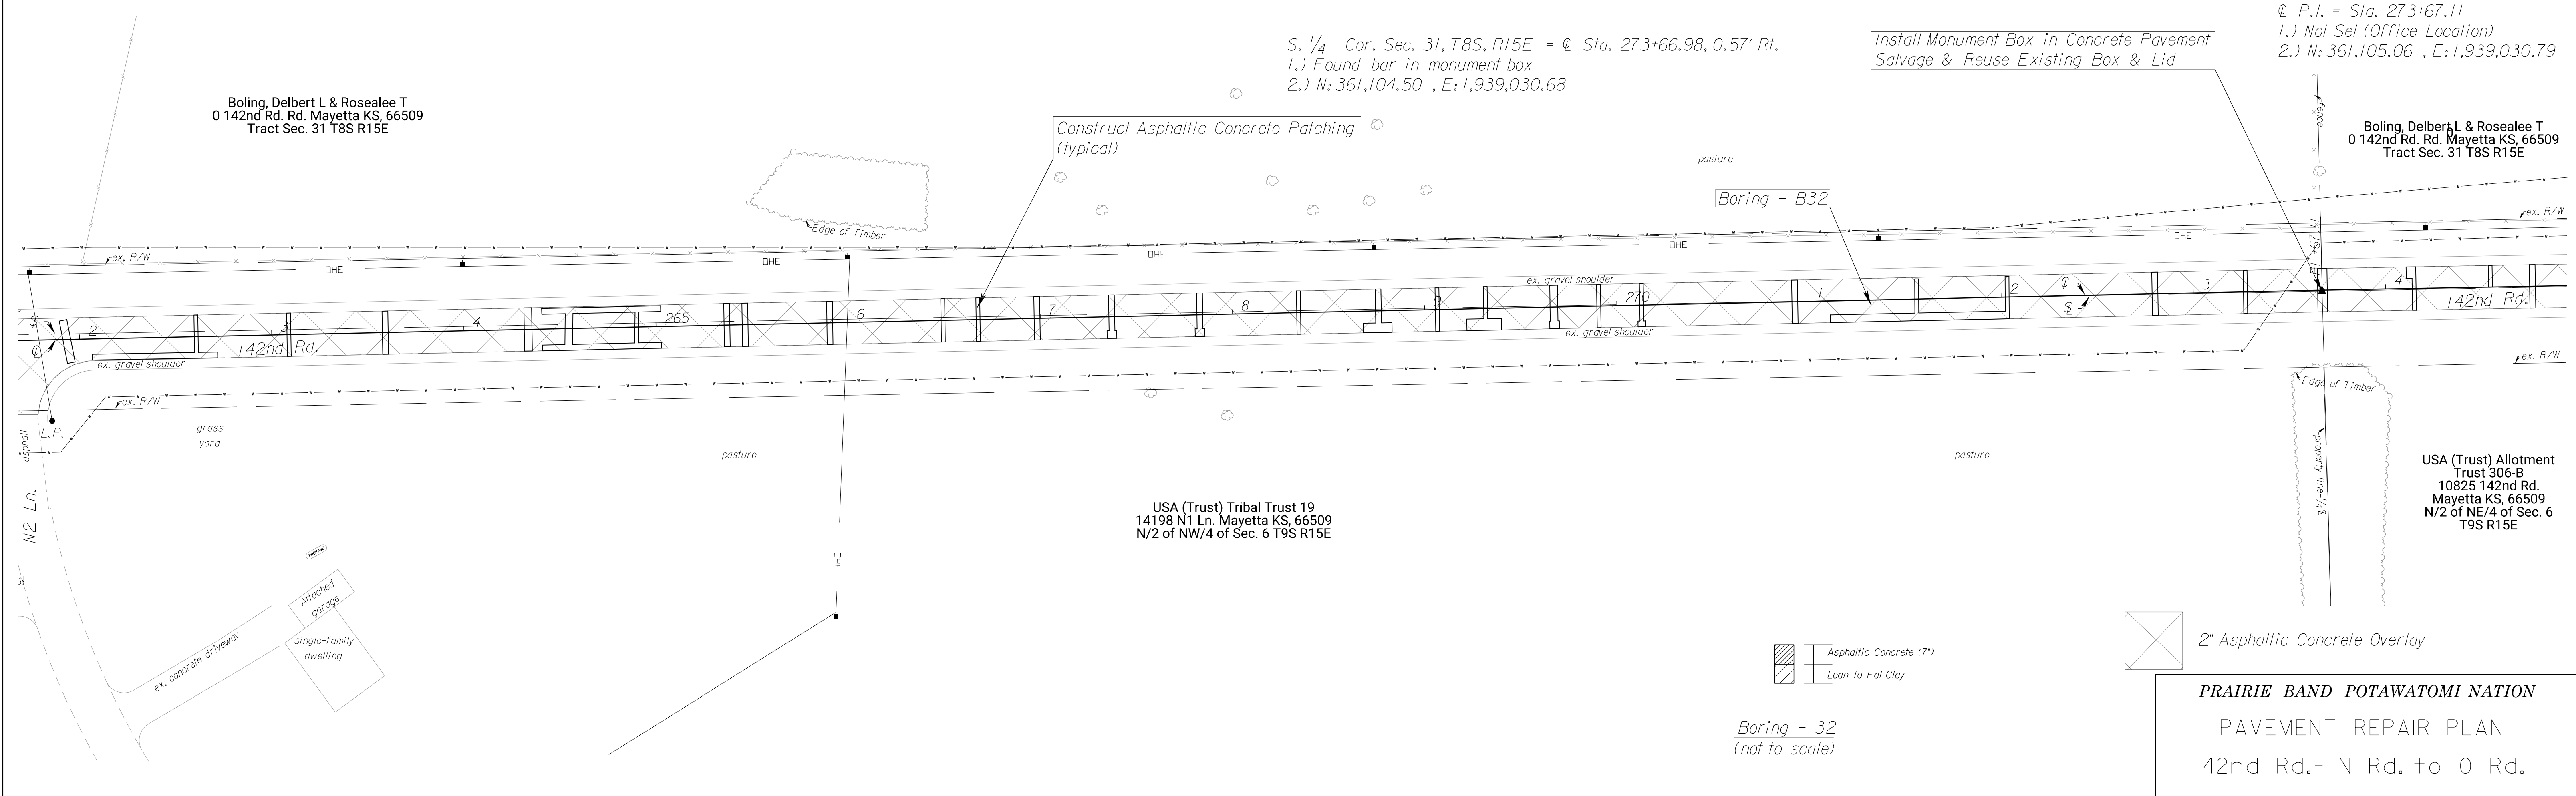 ℄ P.I. = Sta. 273+67.11
1.) Not Set (Office Location)
2.) N: 361,105.06 , E: 1,939,030.79
S. 1/4 Cor. Sec. 31, T8S, R15E = ℄ Sta. 273+66.98, 0.57' Rt.
1.) Found bar in monument box
2.) N: 361,104.50 , E: 1,939,030.68
Install Monument Box in Concrete Pavement
Salvage & Reuse Existing Box & Lid
Boling, Delbert L & Rosealee T
0 142nd Rd. Rd. Mayetta KS, 66509
Tract Sec. 31 T8S R15E
Construct Asphaltic Concrete Patching
(typical)
fence
Boling, Delbert L & Rosealee T
0 142nd Rd. Rd. Mayetta KS, 66509
Tract Sec. 31 T8S R15E
pasture
Boring - B32
Edge of Timber
ex. R/W
ex. R/W
OHE
OHE
OHE
OHE
OHE
ex. gravel shoulder
2
3
4
265
6
7
8
9
270
1
2
3
4
℄
℄
142nd Rd.
142nd Rd.
ex. gravel shoulder
ex. gravel shoulder
ex. R/W
ex. R/W
Edge of Timber
L.P.
asphalt
grass
yard
pasture
pasture
property line=1/4
N2 Ln.
OHE
USA (Trust) Tribal Trust 19
14198 N1 Ln. Mayetta KS, 66509
N/2 of NW/4 of Sec. 6 T9S R15E
USA (Trust) Allotment
Trust 306-B
10825 142nd Rd.
Mayetta KS, 66509
N/2 of NE/4 of Sec. 6
T9S R15E
PROPANE
Attached
garage
single-family
dwelling
ex. concrete driveway
Asphaltic Concrete (7")
Lean to Fat Clay
Boring - 32
(not to scale)
2" Asphaltic Concrete Overlay
PRAIRIE BAND POTAWATOMI NATION
PAVEMENT REPAIR PLAN
142nd Rd.- N Rd. to O Rd.